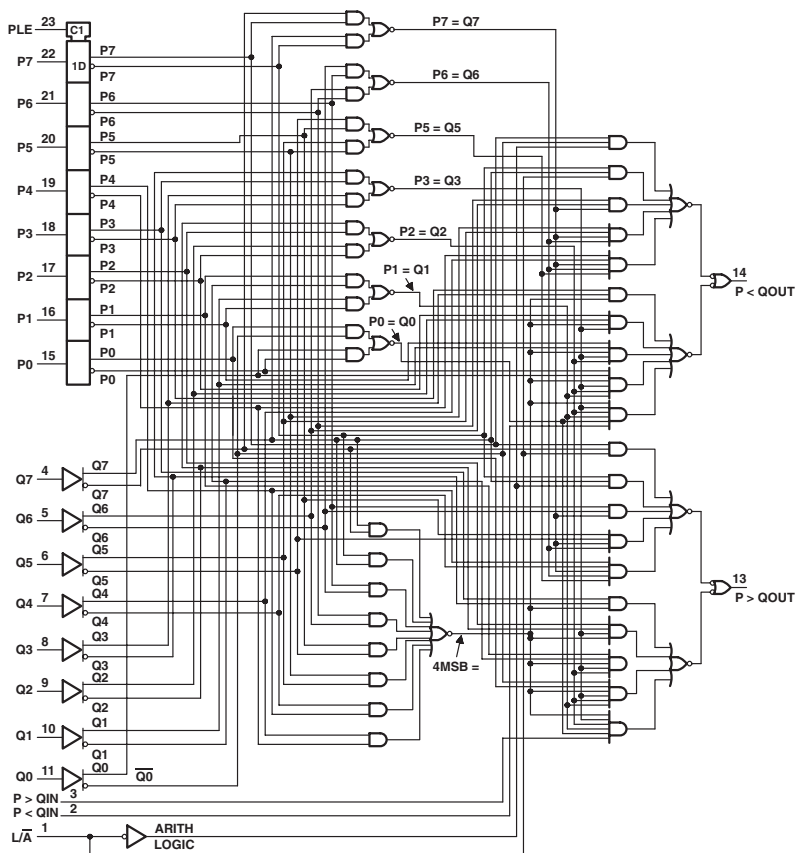 PLE 23 C1
P7 22 1D P7
P7
P7 = Q7
P6 21 P6
P6
P6 = Q6
P5 20 P5
P5
P5 = Q5
P4 19 P4
P4
P3 = Q3
P3 18 P3
P3
P2 = Q2
P2 17 P2
P2
P1 = Q1
P1 16 P1
P1
P0 = Q0
P0 15 P0
P0
14
P < QOUT
Q7 4 Q7
Q7
Q6 5 Q6
Q6
Q5 6 Q5
Q5
Q4 7 Q4
Q4
Q3 8 Q3
Q3
Q2 9 Q2
Q2
Q1 10 Q1
Q1
Q0 11 Q0 Q̅0̅
4MSB =
13
P > QOUT
P > QIN 3
P < QIN 2
L/A̅ 1
ARITH
LOGIC